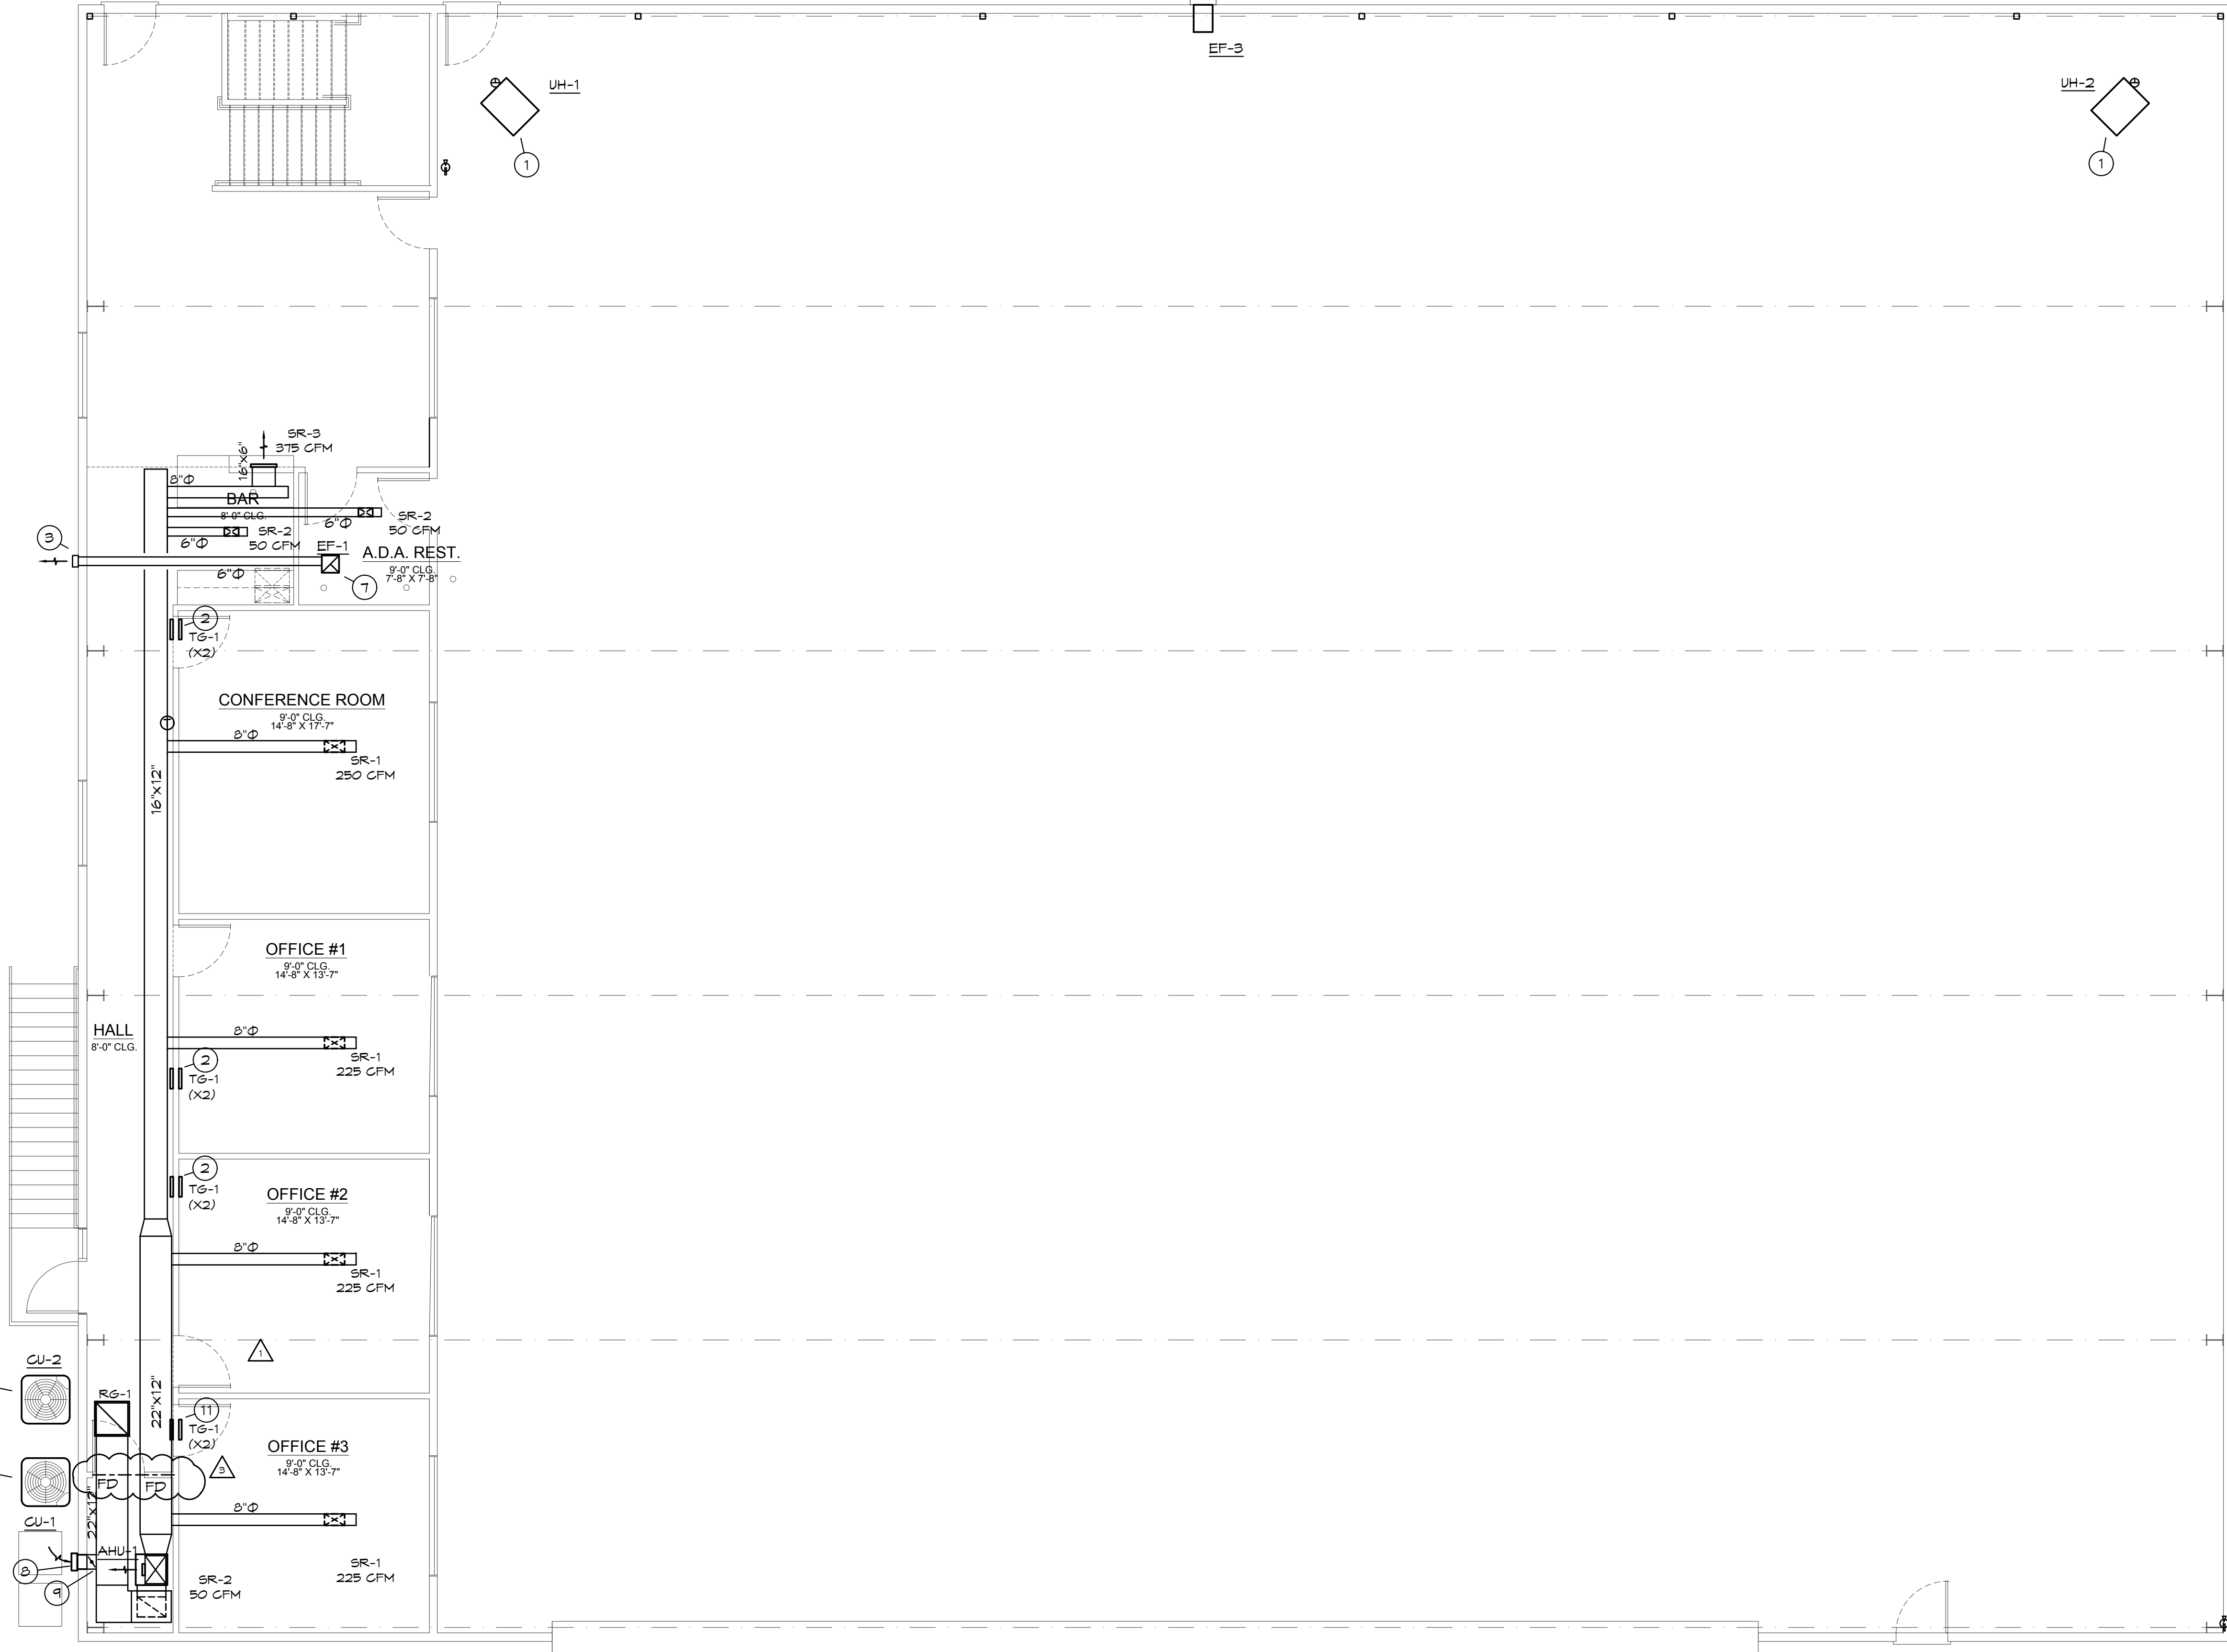 EF-3
UH-1
UH-2
1
1
SR-3
375 CFM
16"x6"
8"Φ
BAR
8'-0" CLG.
6"Φ
SR-2
50 CFM
3
6"Φ
SR-2
50 CFM
EF-1
A.D.A. REST.
9'-0" CLG.
7'-8" X 7'-8"
6"Φ
7
2
TG-1
(X2)
CONFERENCE ROOM
9'-0" CLG.
14'-8" X 17'-7"
T
8"Φ
SR-1
250 CFM
16"x12"
OFFICE #1
9'-0" CLG.
14'-8" X 13'-7"
HALL
8'-0" CLG.
8"Φ
SR-1
225 CFM
2
TG-1
(X2)
2
TG-1
(X2)
OFFICE #2
9'-0" CLG.
14'-8" X 13'-7"
8"Φ
SR-1
225 CFM
1
CU-2
RG-1
22"x12"
11
TG-1
(X2)
OFFICE #3
9'-0" CLG.
14'-8" X 13'-7"
3
FD
FD
22"x12"
8"Φ
CU-1
AHU-1
8
9
SR-2
50 CFM
SR-1
225 CFM